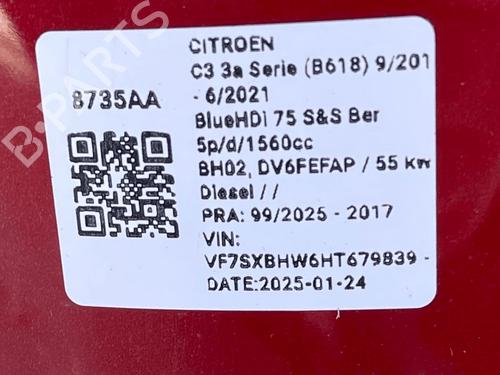 CITROEN
C3 3a Serie (B618) 9/201
8735AA
- 6/2021
BlueHDi 75 S&S Ber
5p/d/1560cc
BH02, DV6FEFAP / 55 kw
Diesel / /
PRA: 99/2025 - 2017
VIN:
VF7SXBHW6HT679839 -
DATE:2025-01-24
B-PARTS